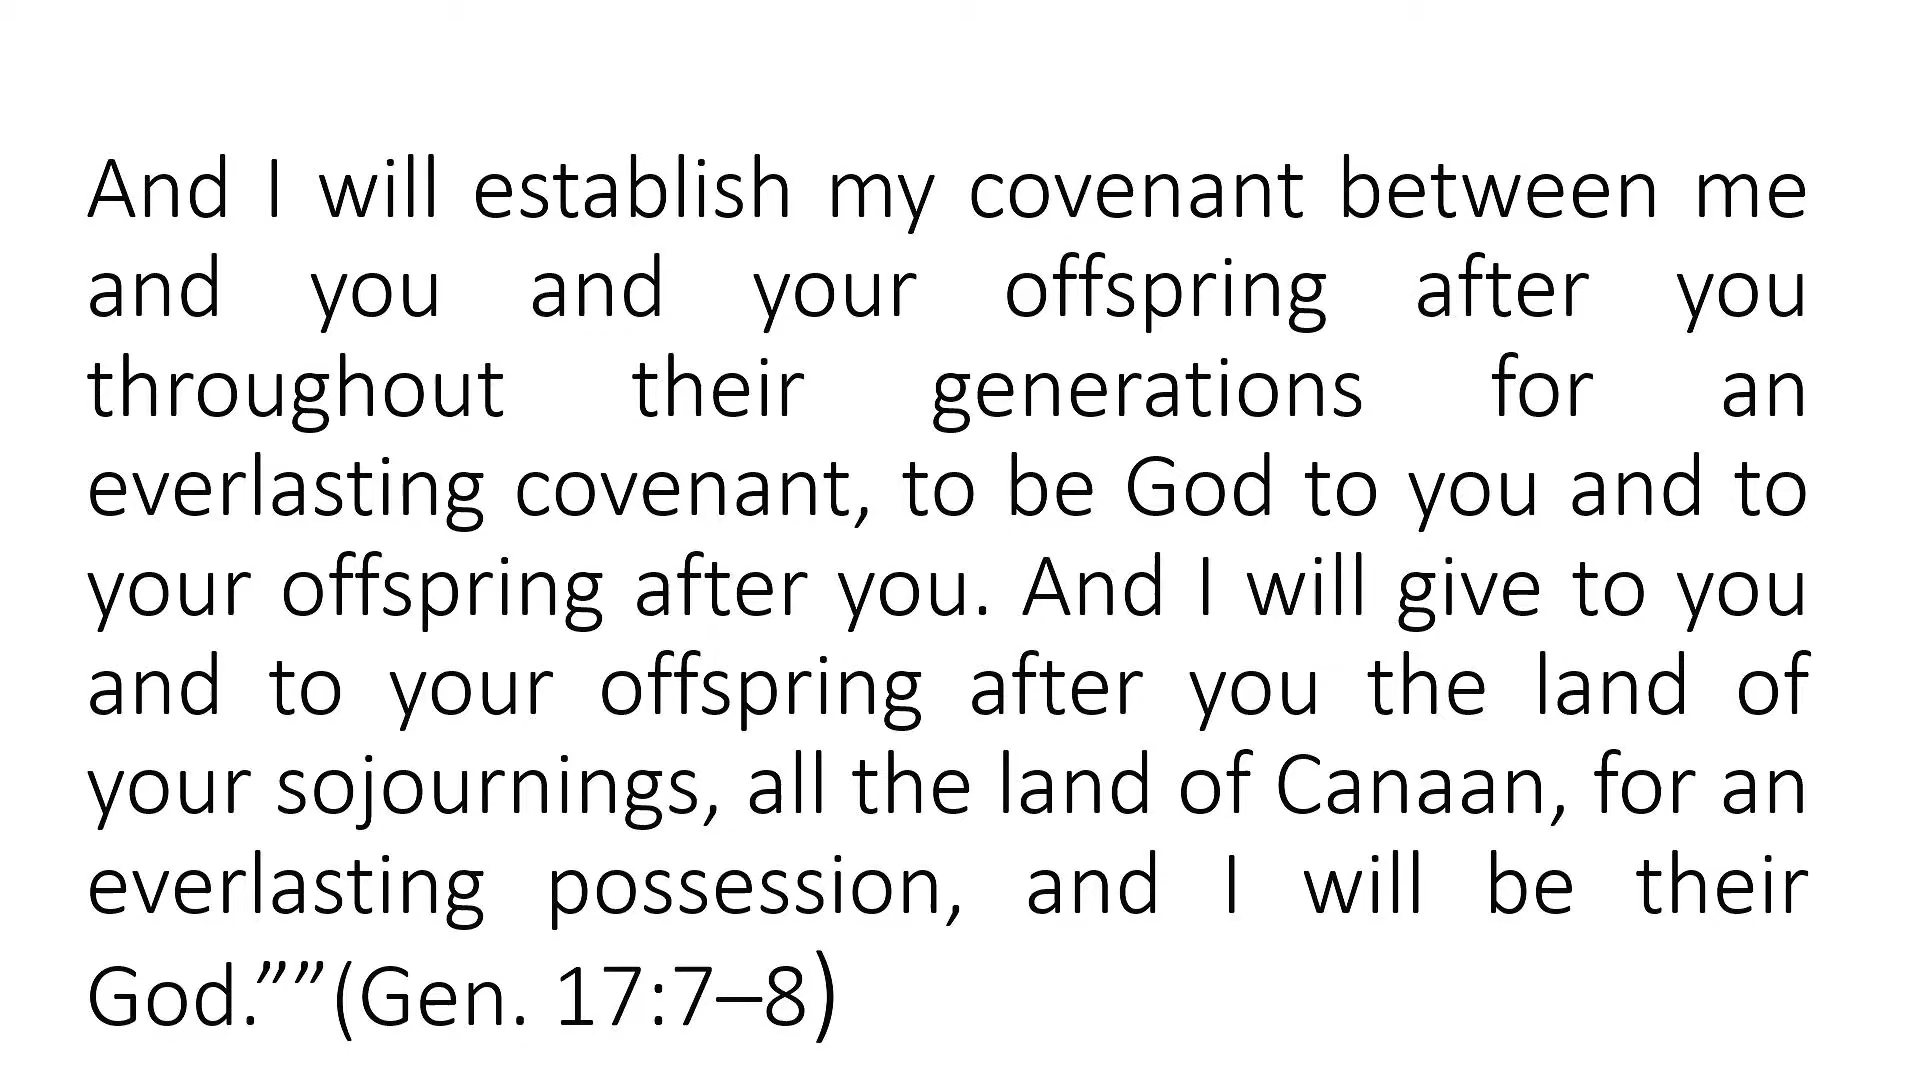 And I will establish my covenant between me
and you and your offspring after you
throughout their generations for an
everlasting covenant, to be God to you and to
your offspring after you. And I will give to you
and to your offspring after you the land of
your sojournings, all the land of Canaan, for an
everlasting possession, and I will be their
God.””(Gen. 17:7–8)